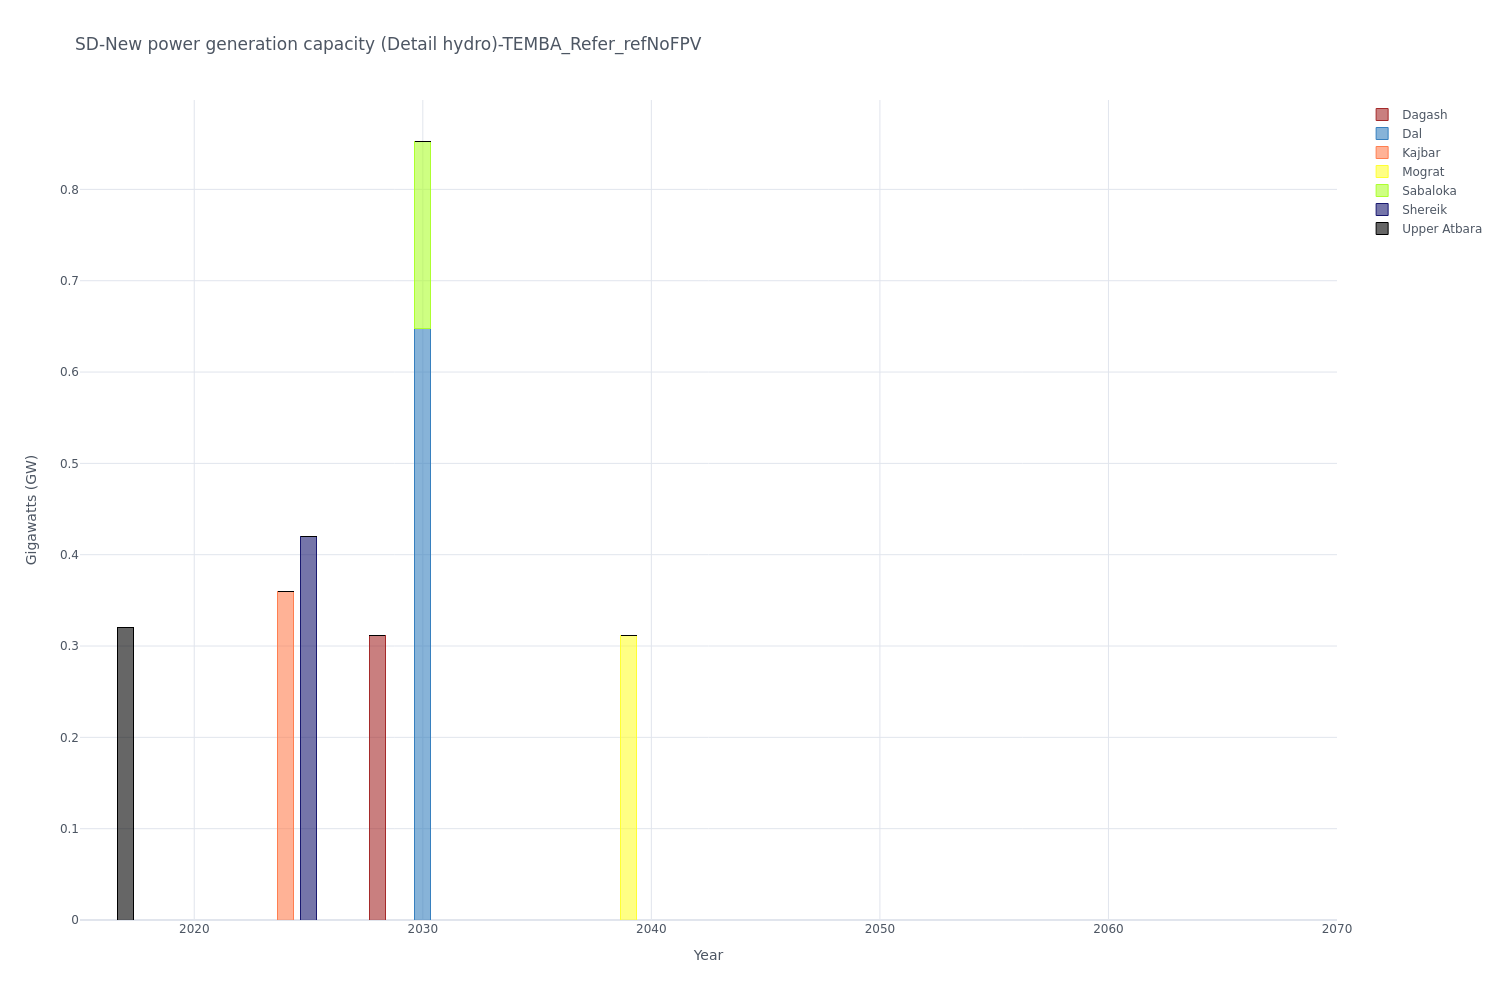 SD-New power generation capacity (Detail hydro)-TEMBA_Refer_refNoFPV
Dagash
Dal
Kajbar
Mograt
Sabaloka
Shereik
Upper Atbara
Gigawatts (GW)
0.8
0.7
0.6
0.5
0.4
0.3
0.2
0.1
0
2020
2030
2040
2050
2060
2070
Year